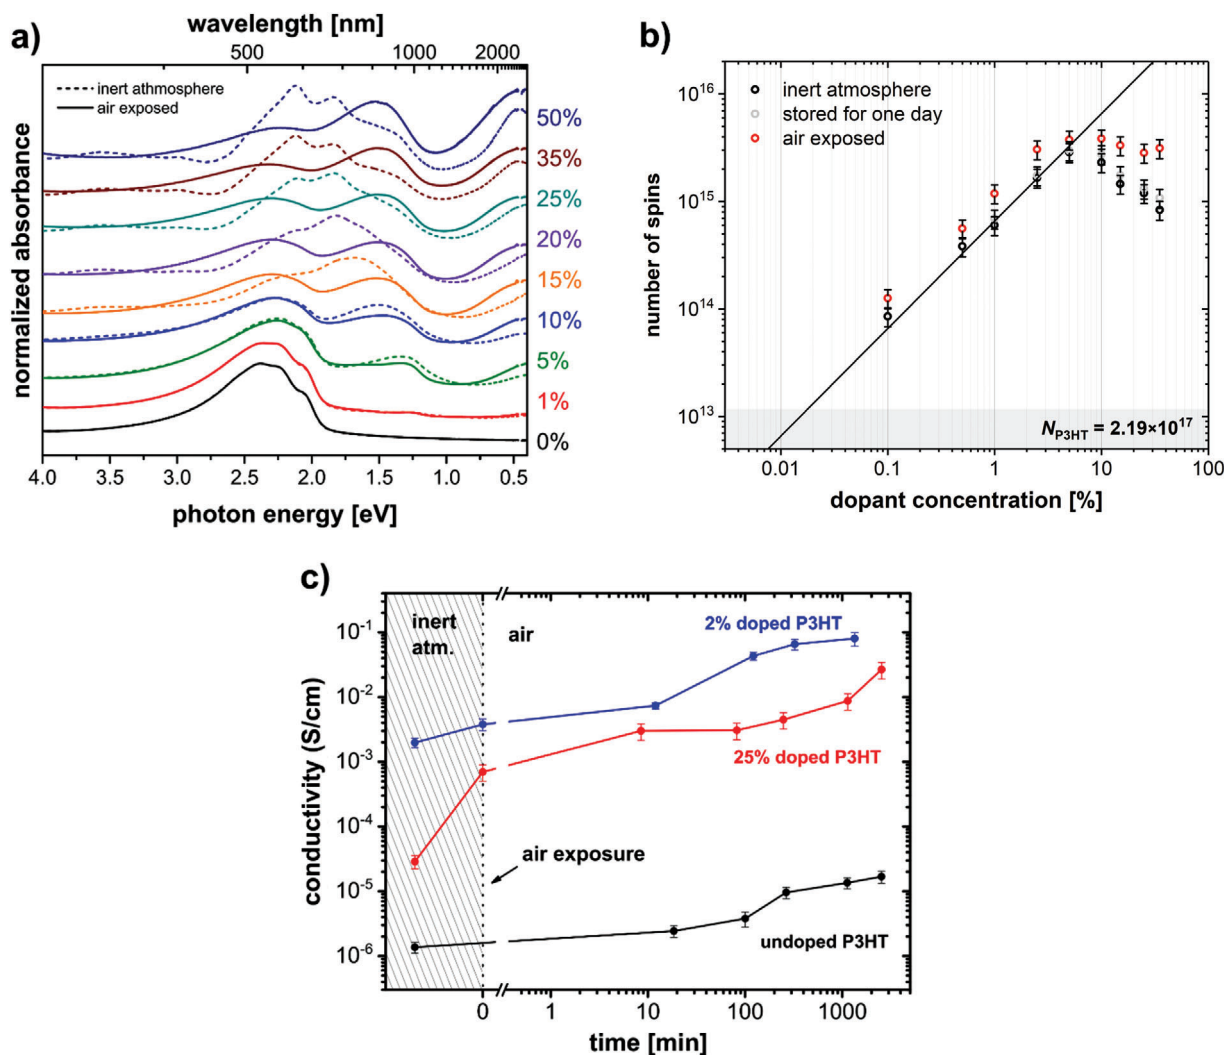 a)
wavelength [nm]
500
1000
2000
inert athmosphere
air exposed
50%
35%
25%
20%
15%
10%
5%
1%
0%
normalized absorbance
4.0
3.5
3.0
2.5
2.0
1.5
1.0
0.5
photon energy [eV]
b)
inert atmosphere
stored for one day
air exposed
10^16
10^15
10^14
10^13
number of spins
N_P3HT = 2.19×10^17
0.01
0.1
1
10
100
dopant concentration [%]
c)
inert
atm.
air
2% doped P3HT
25% doped P3HT
air exposure
undoped P3HT
10^-1
10^-2
10^-3
10^-4
10^-5
10^-6
conductivity (S/cm)
0
1
10
100
1000
time [min]